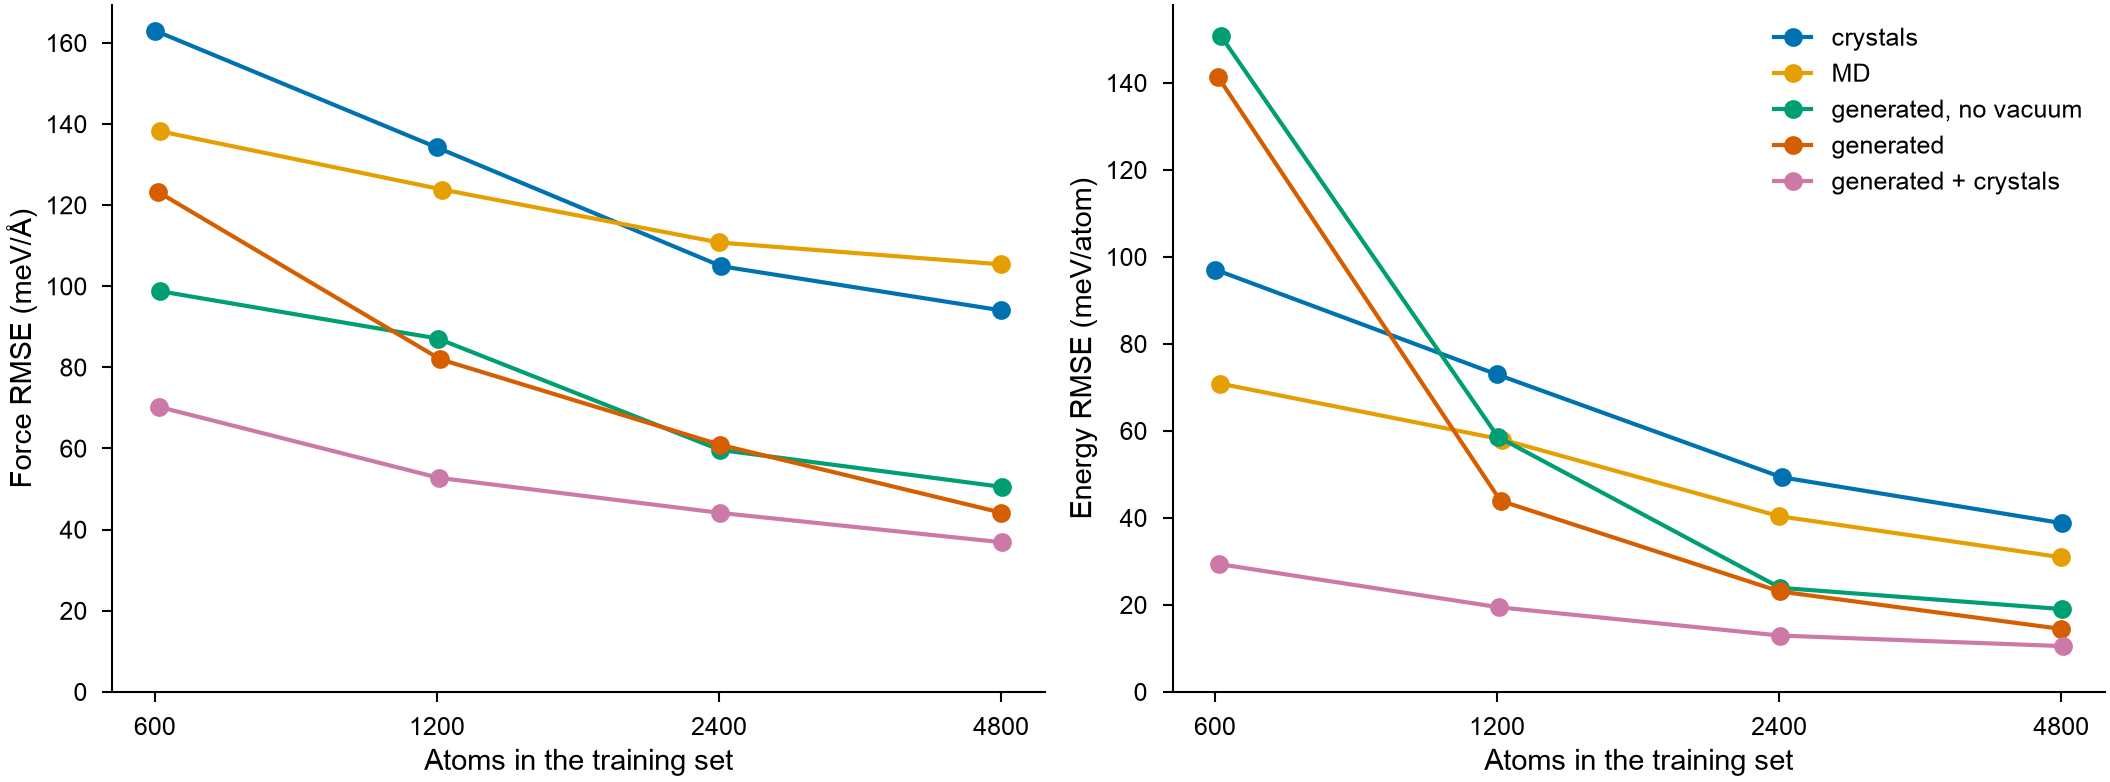 160
140
120
100
80
60
40
20
0
Force RMSE (meV/Å)
600 1200 2400 4800
Atoms in the training set
140
120
100
80
60
40
20
0
Energy RMSE (meV/atom)
600 1200 2400 4800
Atoms in the training set
crystals
MD
generated, no vacuum
generated
generated + crystals